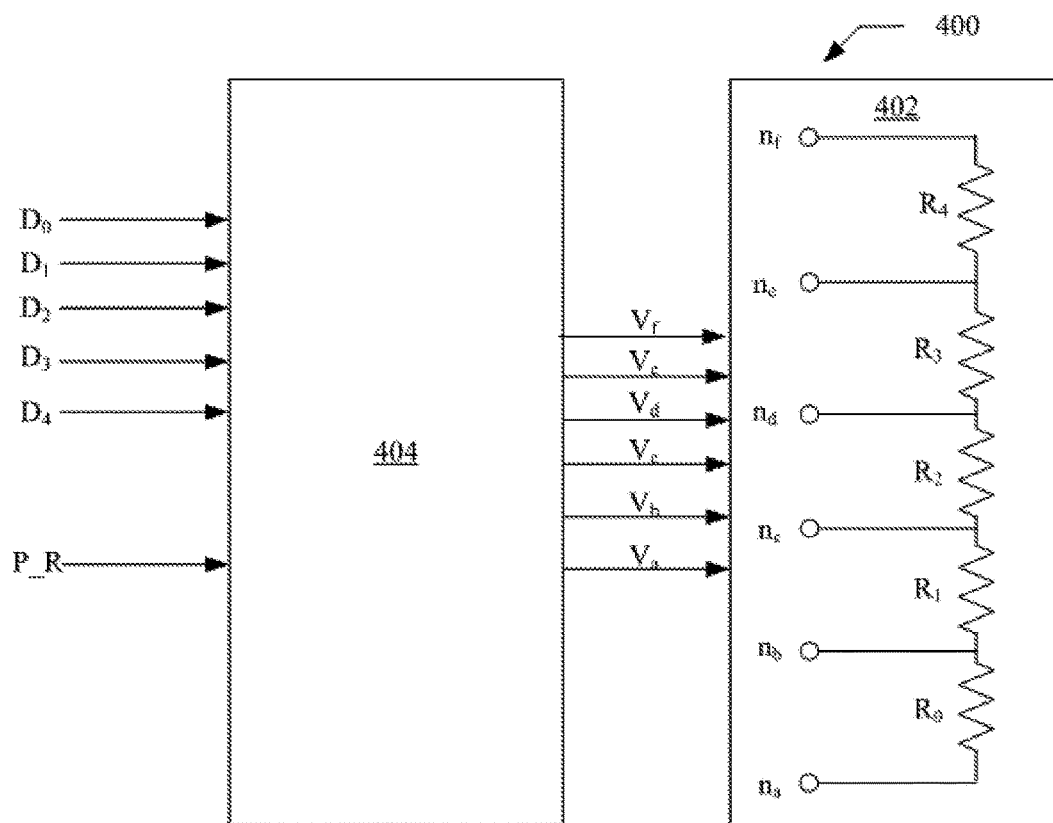 400
402
n_f
R_4
D_0
D_1
n_e
D_2
V_f
D_3
V_e
R_3
D_4
V_d
n_d
404
V_c
R_2
V_b
n_c
P_R
V_a
R_1
n_b
R_0
n_a